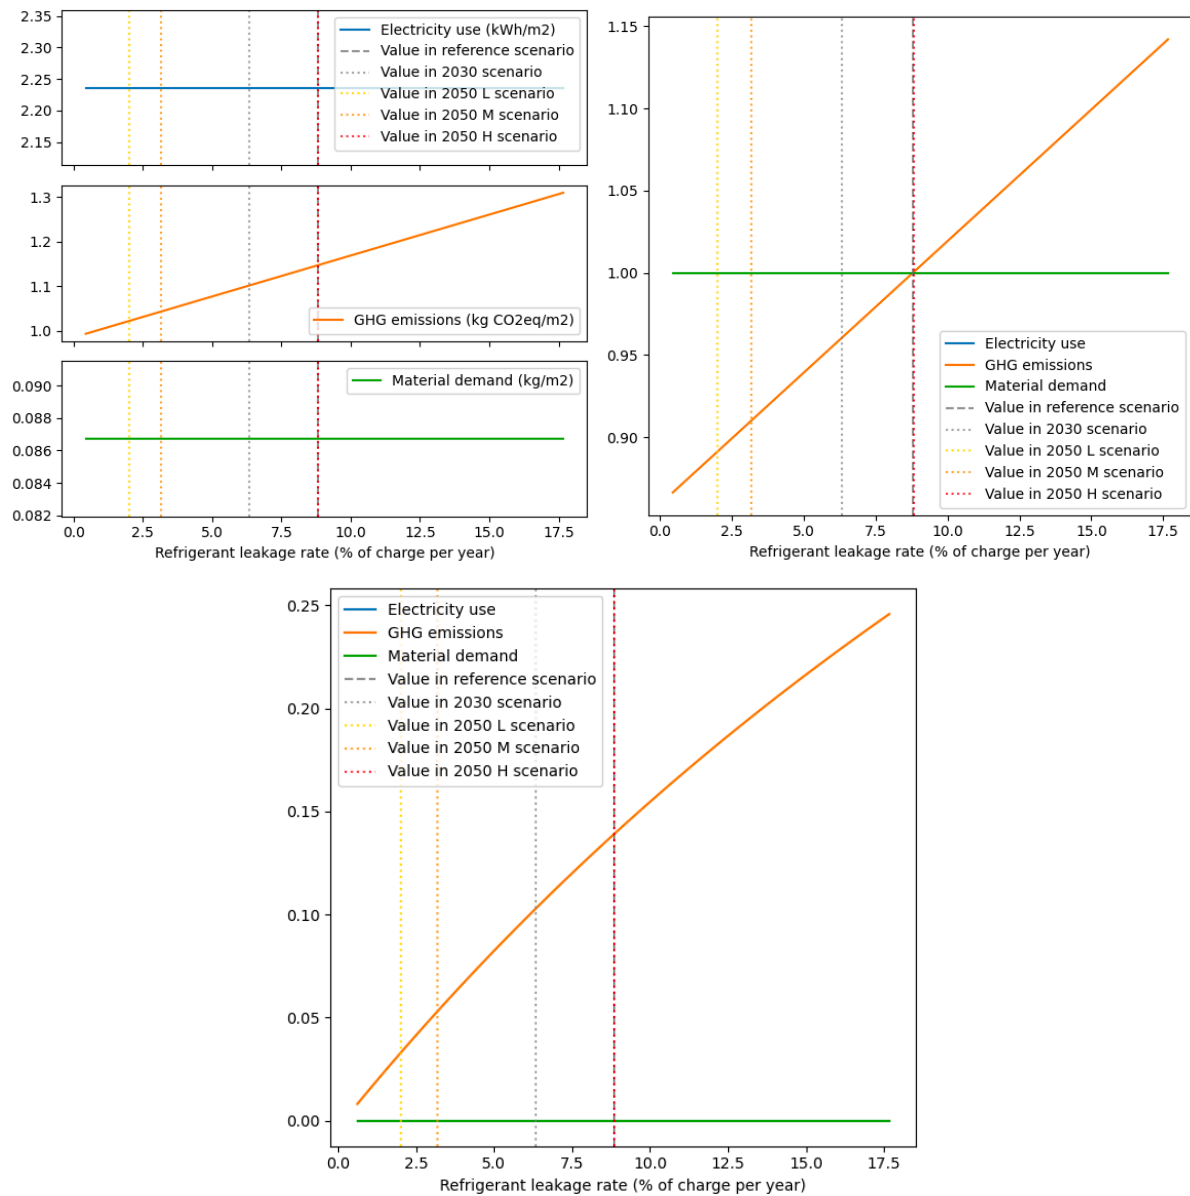 2.35
2.30
2.25
2.20
2.15
Electricity use (kWh/m2)
Value in reference scenario
Value in 2030 scenario
Value in 2050 L scenario
Value in 2050 M scenario
Value in 2050 H scenario
1.3
1.2
1.1
1.0
GHG emissions (kg CO2eq/m2)
0.090
0.088
0.086
0.084
0.082
Material demand (kg/m2)
0.0 2.5 5.0 7.5 10.0 12.5 15.0 17.5
Refrigerant leakage rate (% of charge per year)
1.15
1.10
1.05
1.00
0.95
0.90
Electricity use
GHG emissions
Material demand
Value in reference scenario
Value in 2030 scenario
Value in 2050 L scenario
Value in 2050 M scenario
Value in 2050 H scenario
0.0 2.5 5.0 7.5 10.0 12.5 15.0 17.5
Refrigerant leakage rate (% of charge per year)
0.25
0.20
0.15
0.10
0.05
0.00
Electricity use
GHG emissions
Material demand
Value in reference scenario
Value in 2030 scenario
Value in 2050 L scenario
Value in 2050 M scenario
Value in 2050 H scenario
0.0 2.5 5.0 7.5 10.0 12.5 15.0 17.5
Refrigerant leakage rate (% of charge per year)